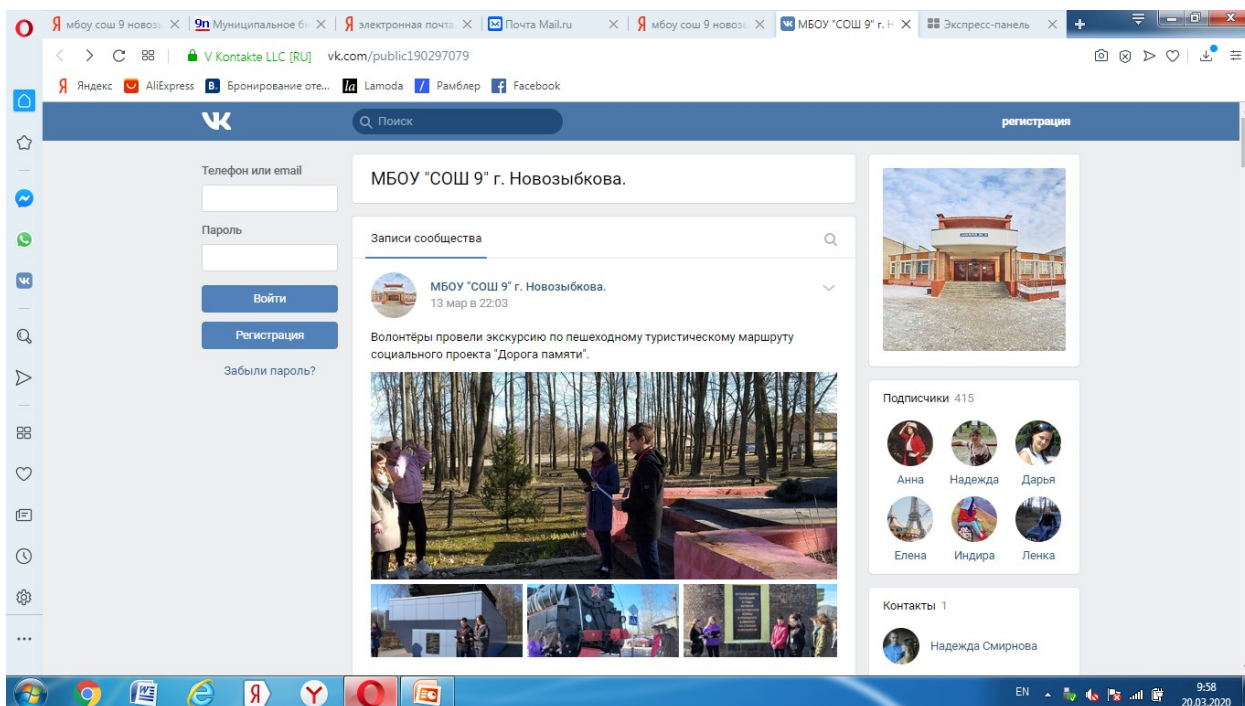 мбоу сош 9 новозы
9п Муниципальное б
электронная почта
Почта Mail.ru
мбоу сош 9 новозы
МБОУ "СОШ 9" г. Н
Экспресс-панель
V Kontakte LLC [RU] vk.com/public190297079
Яндекс AliExpress Бронирование оте... Lamoda Рамблер Facebook
Поиск
регистрация
Телефон или email
Пароль
Войти
Регистрация
Забыли пароль?
МБОУ "СОШ 9" г. Новозыбкова.
Записи сообщества
МБОУ "СОШ 9" г. Новозыбкова.
13 мар в 22:03
Волонтёры провели экскурсию по пешеходному туристическому маршруту
социального проекта "Дорога памяти".
Подписчики 415
Анна Надежда Дарья
Елена Индира Ленка
Контакты 1
Надежда Смирнова
EN
9:58
20.03.2020